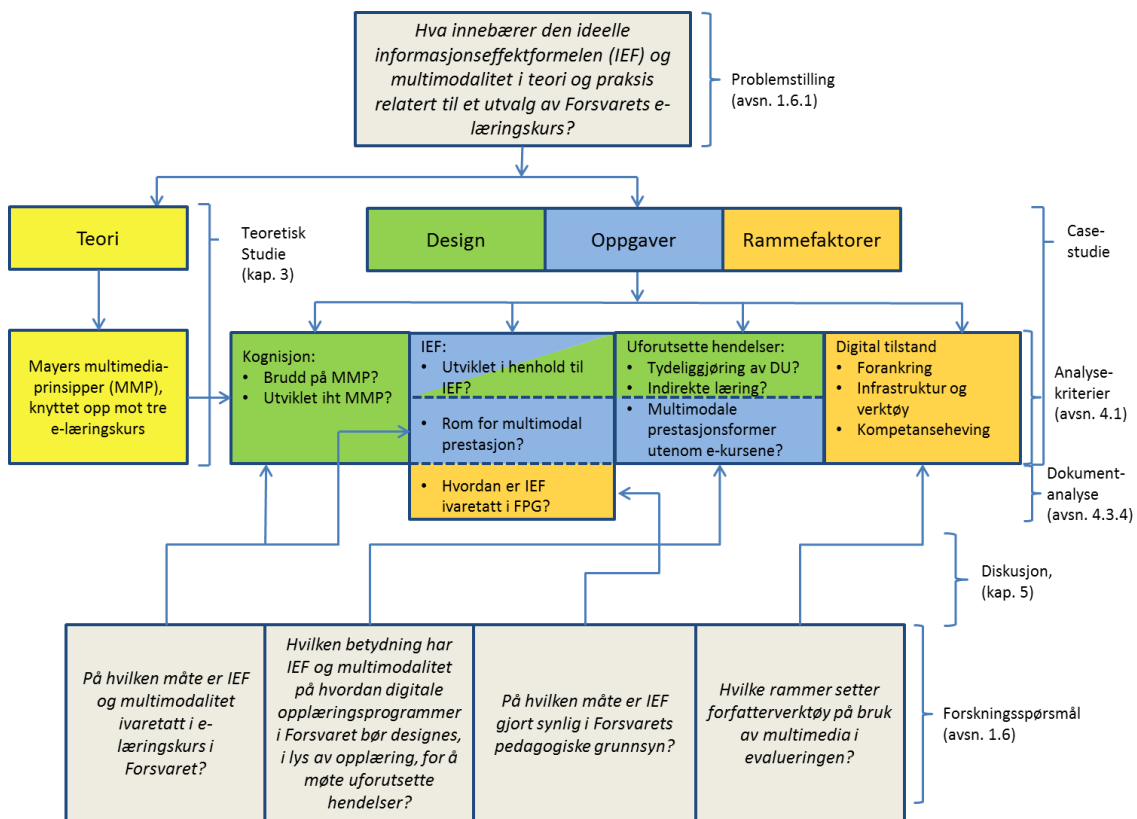 Hva innebærer den ideelle
informasjonseffektformelen (IEF) og
multimodalitet i teori og praksis
relatert til et utvalg av Forsvarets e-
læringskurs?
Problemstilling
(avsn. 1.6.1)
Teori
Teoretisk
Studie
(kap. 3)
Design
Oppgaver
Rammefaktorer
Case-
studie
Mayers multimedia-
prinsipper (MMP),
knyttet opp mot tre
e-læringskurs
Kognisjon:
• Brudd på MMP?
• Utviklet iht MMP?
IEF:
• Utviklet i henhold til
IEF?
• Rom for multimodal
prestasjon?
• Hvordan er IEF
ivaretatt i FPG?
Uforutsette hendelser:
• Tydeliggjøring av DU?
• Indirekte læring?
• Multimodale
prestasjonsformer
utenom e-kursene?
Digital tilstand
• Forankring
• Infrastruktur og
verktøy
• Kompetanseheving
Analyse-
kriterier
(avsn. 4.1)
Dokument-
analyse
(avsn. 4.3.4)
Diskusjon,
(kap. 5)
På hvilken måte er IEF
og multimodalitet
ivaretatt i e-
læringskurs i
Forsvaret?
Hvilken betydning har
IEF og multimodalitet
på hvordan digitale
opplæringsprogrammer
i Forsvaret bør designes,
i lys av opplæring, for å
møte uforutsette
hendelser?
På hvilken måte er IEF
gjort synlig i Forsvarets
pedagogiske grunnsyn?
Hvilke rammer setter
forfatterverktøy på bruk
av multimedia i
evalueringen?
Forskningsspørsmål
(avsn. 1.6)